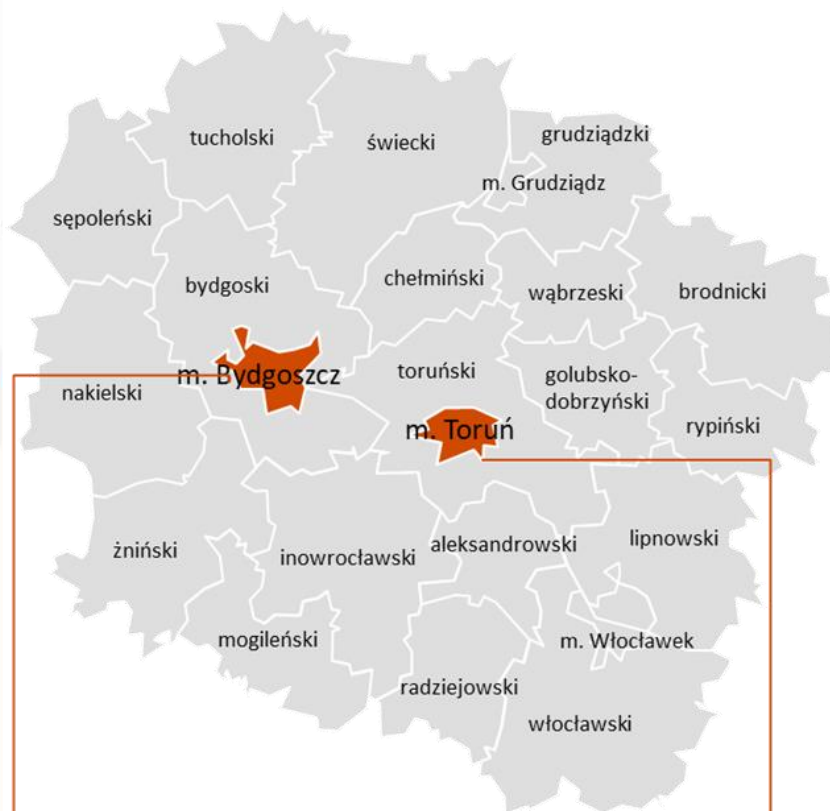 tucholski
świecki
grudziądzki
m. Grudziądz
sępoleński
bydgoski
chełmiński
wąbrzeski
brodnicki
m. Bydgoszcz
nakielski
toruński
golubsko-
dobrzyński
m. Toruń
rypiński
żniński
inowrocławski
aleksandrowski
lipnowski
mogileński
m. Włocławek
radziejowski
włocławski